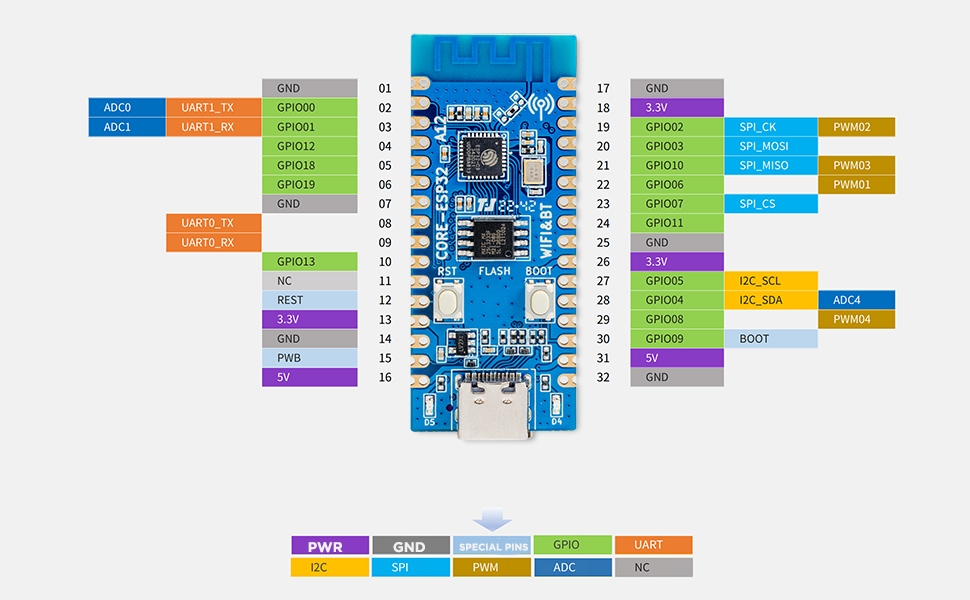 GND 01 17 GND
ADC0 UART1_TX GPIO00 02 18 3.3V
ADC1 UART1_RX GPIO01 03 19 GPIO02 SPI_CK PWM02
GPIO12 04 20 GPIO03 SPI_MOSI
GPIO18 05 21 GPIO10 SPI_MISO PWM03
GPIO19 06 22 GPIO06 PWM01
GND 07 23 GPIO07 SPI_CS
UART0_TX 08 24 GPIO11
UART0_RX 09 25 GND
GPIO13 10 26 3.3V
NC 11 27 GPIO05 I2C_SCL
REST 12 28 GPIO04 I2C_SDA ADC4
3.3V 13 29 GPIO08 PWM04
GND 14 30 GPIO09 BOOT
PWB 15 31 5V
5V 16 32 GND
CORE-ESP32 A12
WIFI&BT
22-42
RST FLASH BOOT
D5 D4
PWR GND SPECIAL PINS GPIO UART
I2C SPI PWM ADC NC